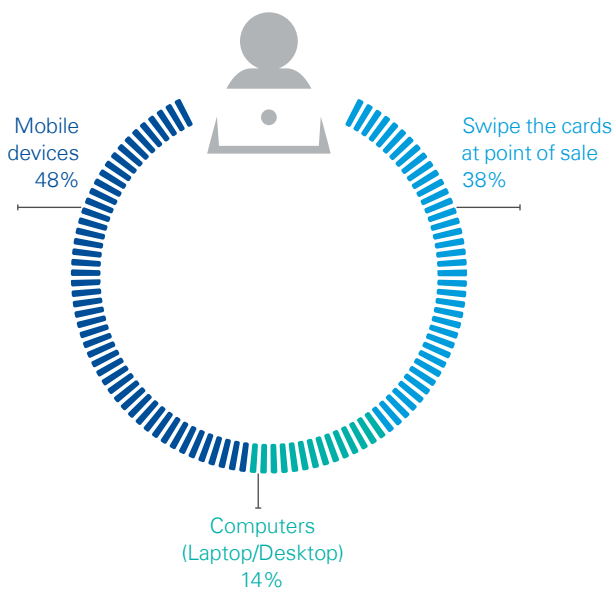 Mobile
devices
48%
Swipe the cards
at point of sale
38%
Computers
(Laptop/Desktop)
14%